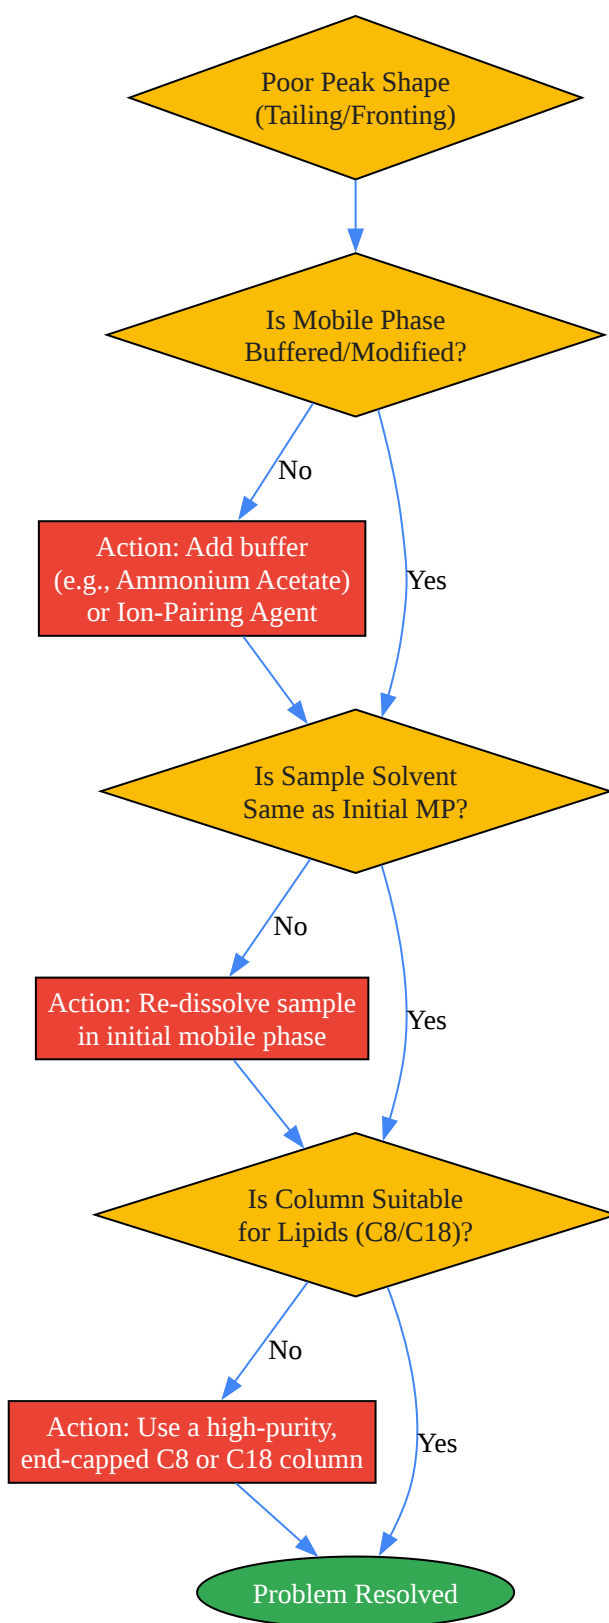 Poor Peak Shape
(Tailing/Fronting)
Is Mobile Phase
Buffered/Modified?
No
Action: Add buffer
(e.g., Ammonium Acetate)
or Ion-Pairing Agent
Yes
Is Sample Solvent
Same as Initial MP?
No
Action: Re-dissolve sample
in initial mobile phase
Yes
Is Column Suitable
for Lipids (C8/C18)?
No
Action: Use a high-purity,
end-capped C8 or C18 column
Yes
Problem Resolved